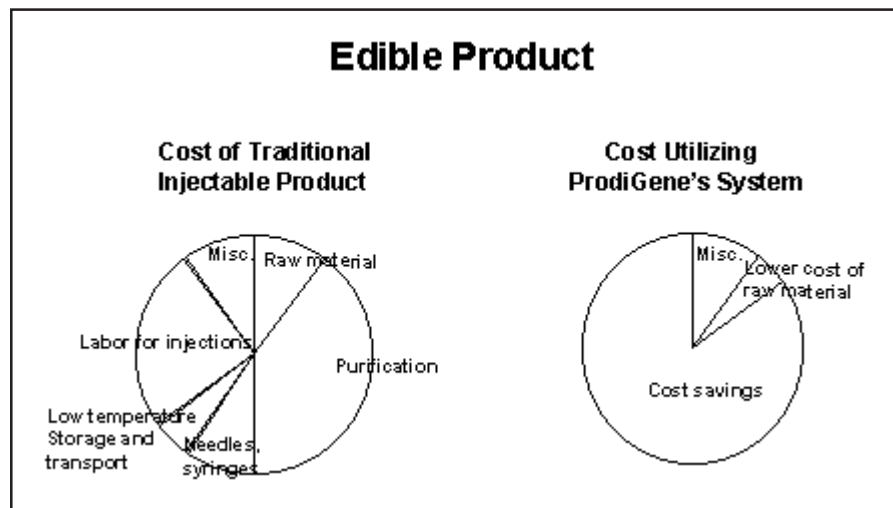 Edible Product
Cost of Traditional
Injectable Product
Misc.
Raw material
Labor for injections
Purification
Low temperature
Storage and
transport
Needles,
syringes
Cost Utilizing
ProdiGene's System
Misc.
Lower cost of
raw material
Cost savings